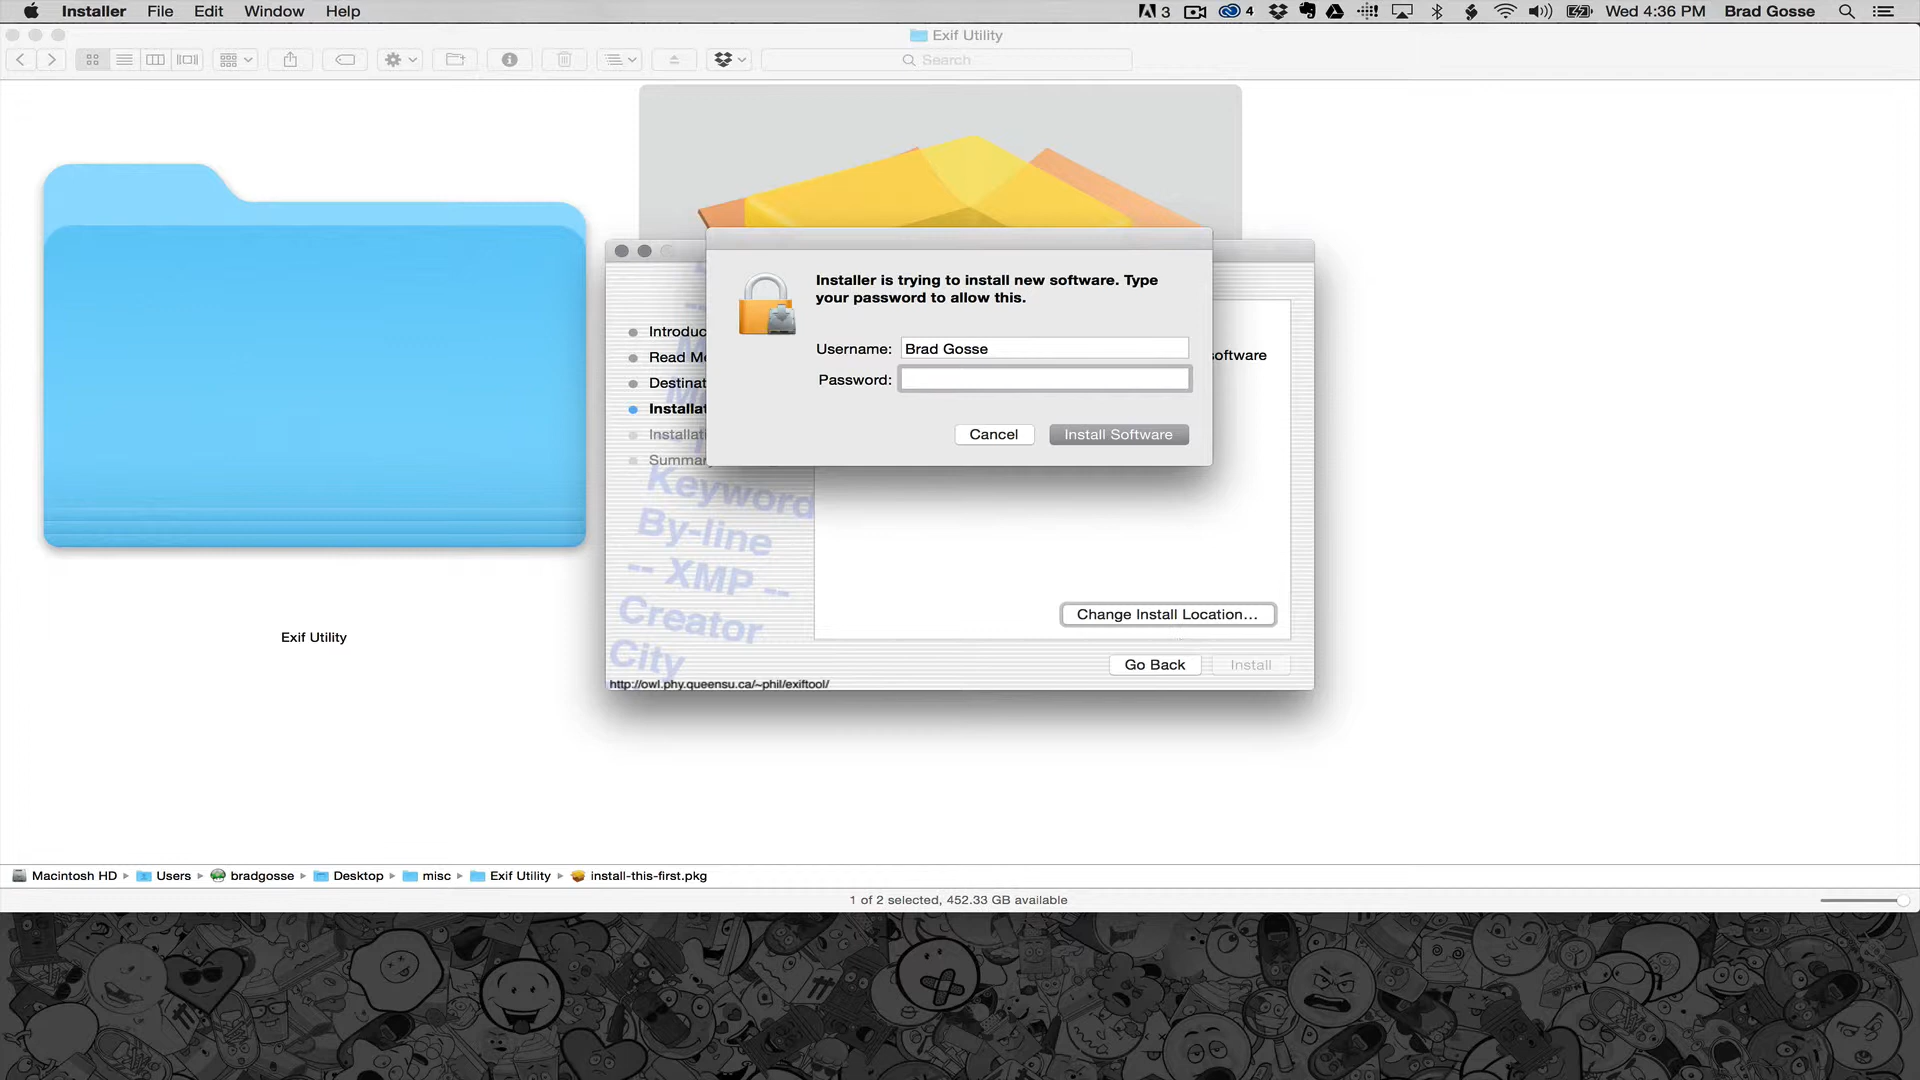 Installer File Edit Window Help 3 4 Wed 4:36 PM Brad Gosse
Exif Utility
Search
Installer is trying to install new software. Type
your password to allow this.
Username: Brad Gosse
Password:
Cancel Install Software
Introduc
Read Me
Destinat
Installat
Installati
Summary
software
Keyword
By-line
-- XMP --
Creator
City
http://owl.phy.queensu.ca/~phil/exiftool/
Change Install Location...
Go Back Install
Exif Utility
Macintosh HD Users bradgosse Desktop misc Exif Utility install-this-first.pkg
1 of 2 selected, 452.33 GB available